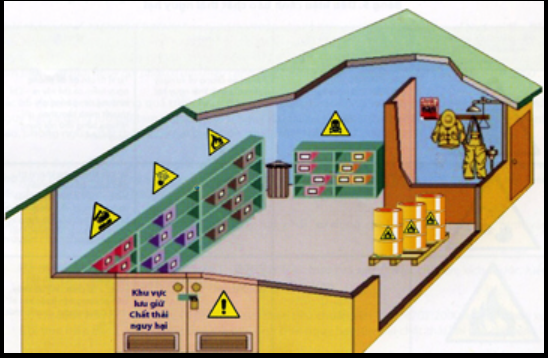 Khu vực
lưu giữ
Chất thải
nguy hại